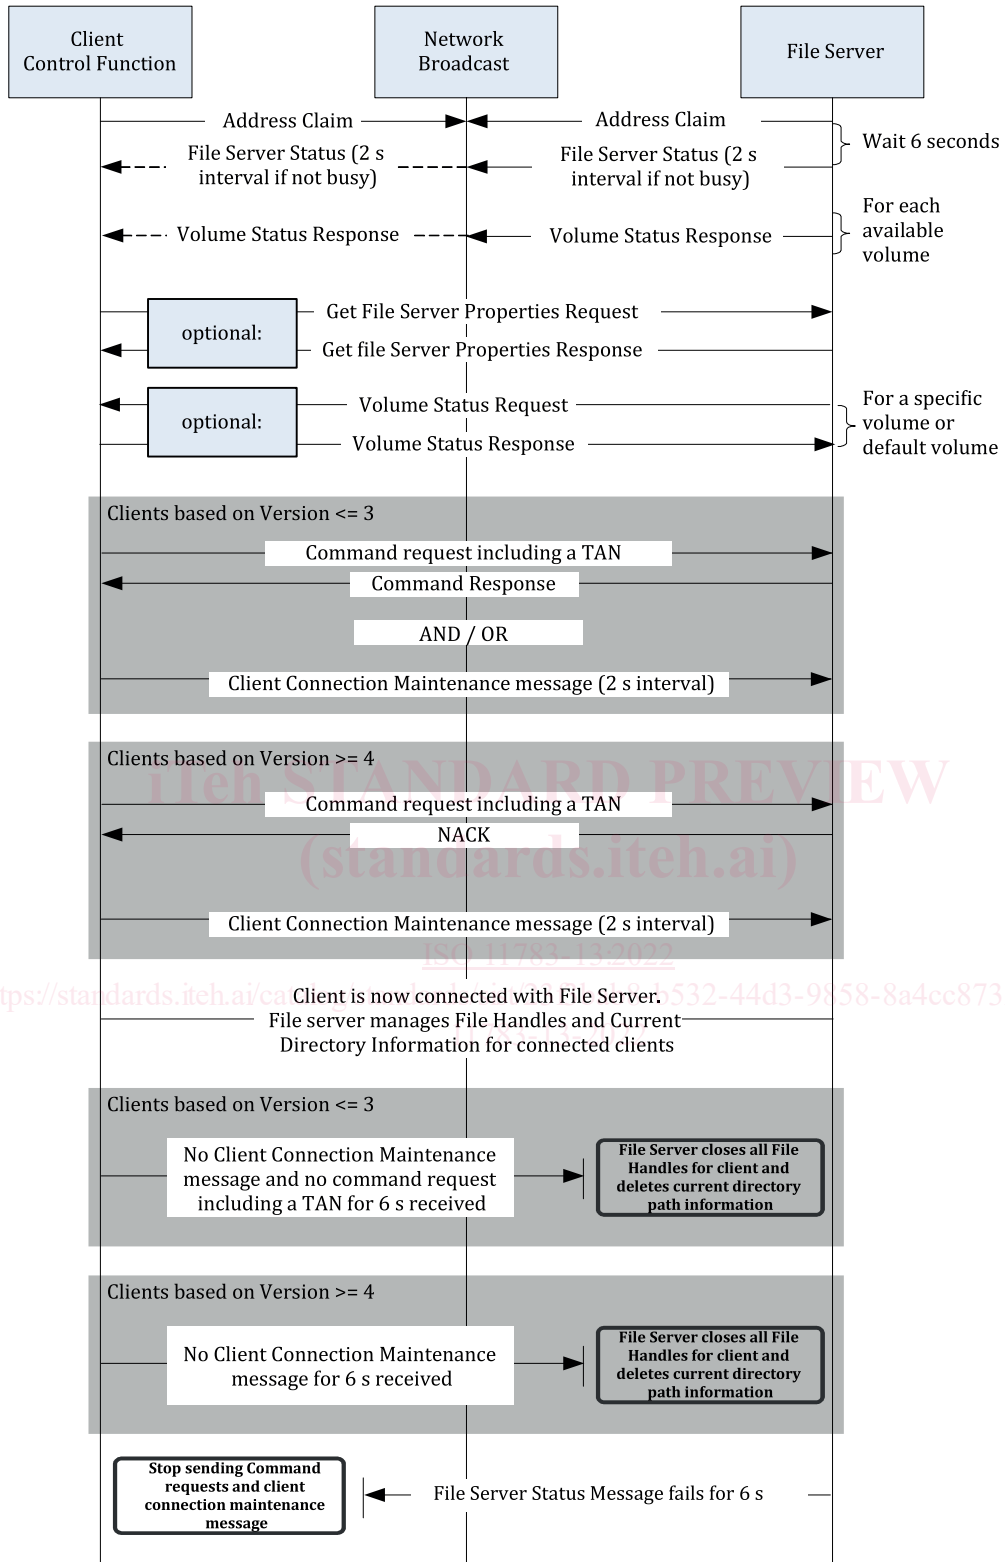 Client
Control Function
Network
Broadcast
File Server
Address Claim
Address Claim
Wait 6 seconds
File Server Status (2 s
interval if not busy)
File Server Status (2 s
interval if not busy)
Volume Status Response
Volume Status Response
For each
available
volume
optional:
Get File Server Properties Request
Get file Server Properties Response
optional:
Volume Status Request
Volume Status Response
For a specific
volume or
default volume
Clients based on Version <= 3
Command request including a TAN
Command Response
AND / OR
Client Connection Maintenance message (2 s interval)
Clients based on Version >= 4
iTeh STANDARD PREVIEW
Command request including a TAN
NACK
(standards.iteh.ai)
Client Connection Maintenance message (2 s interval)
ISO 11783-13:2022
Client is now connected with File Server.
File server manages File Handles and Current
Directory Information for connected clients
Clients based on Version <= 3
No Client Connection Maintenance
message and no command request
including a TAN for 6 s received
File Server closes all File
Handles for client and
deletes current directory
path information
Clients based on Version >= 4
No Client Connection Maintenance
message for 6 s received
File Server closes all File
Handles for client and
deletes current directory
path information
Stop sending Command
requests and client
connection maintenance
message
File Server Status Message fails for 6 s